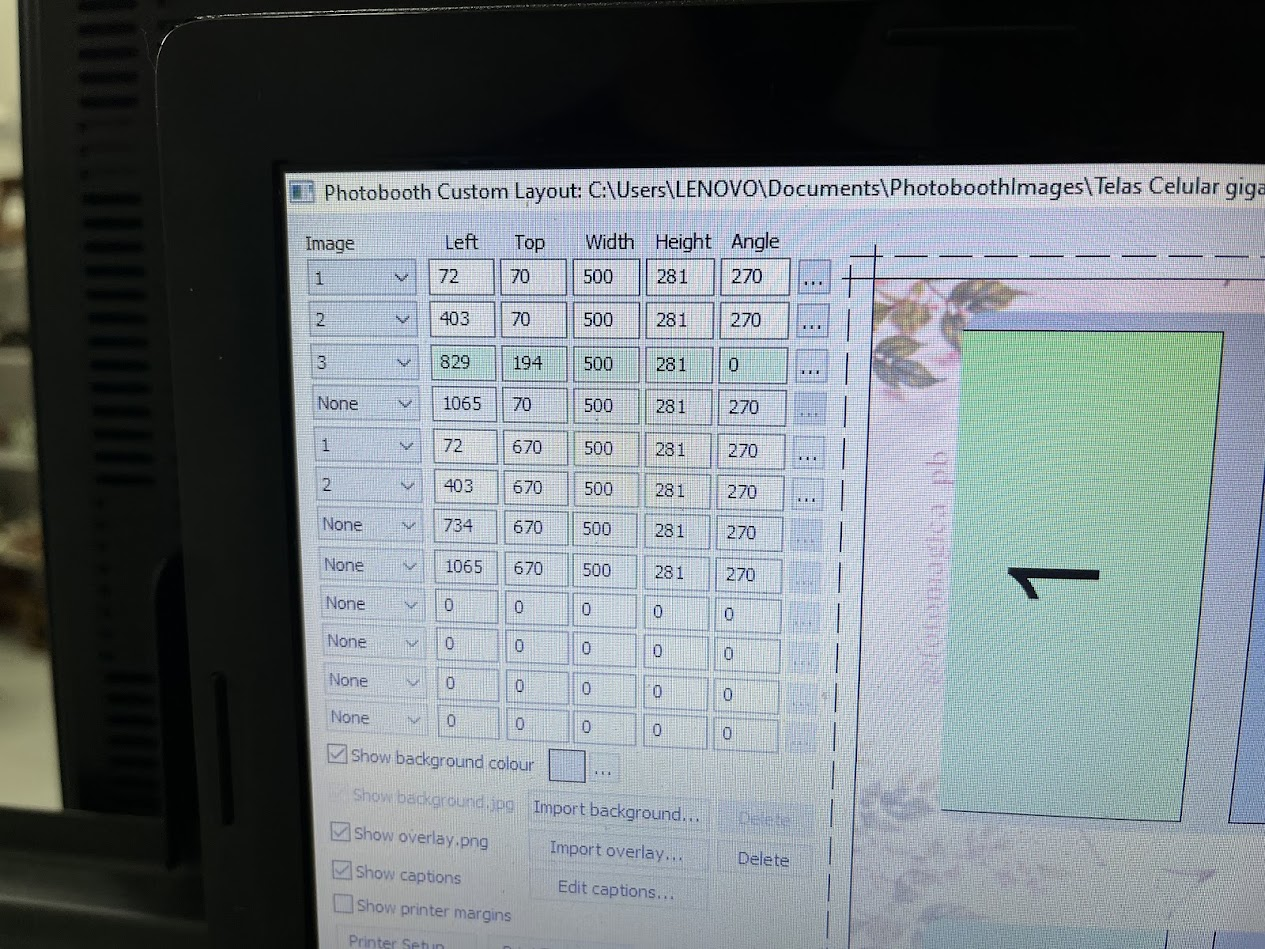 Photobooth Custom Layout: C:\Users\LENOVO\Documents\PhotoboothImages\Telas Celular giga
Image Left Top Width Height Angle
1 72 70 500 281 270 ...
2 403 70 500 281 270 ...
3 829 194 500 281 0 ...
None 1065 70 500 281 270 ...
1 72 670 500 281 270 ...
2 403 670 500 281 270 ...
None 734 670 500 281 270 ...
None 1065 670 500 281 270 ...
None 0 0 0 0 0 ...
None 0 0 0 0 0 ...
None 0 0 0 0 0 ...
None 0 0 0 0 0 ...
Show background colour ...
Show background.jpg Import background... Delete
Show overlay.png Import overlay... Delete
Show captions Edit captions...
Show printer margins
Printer Setup
1